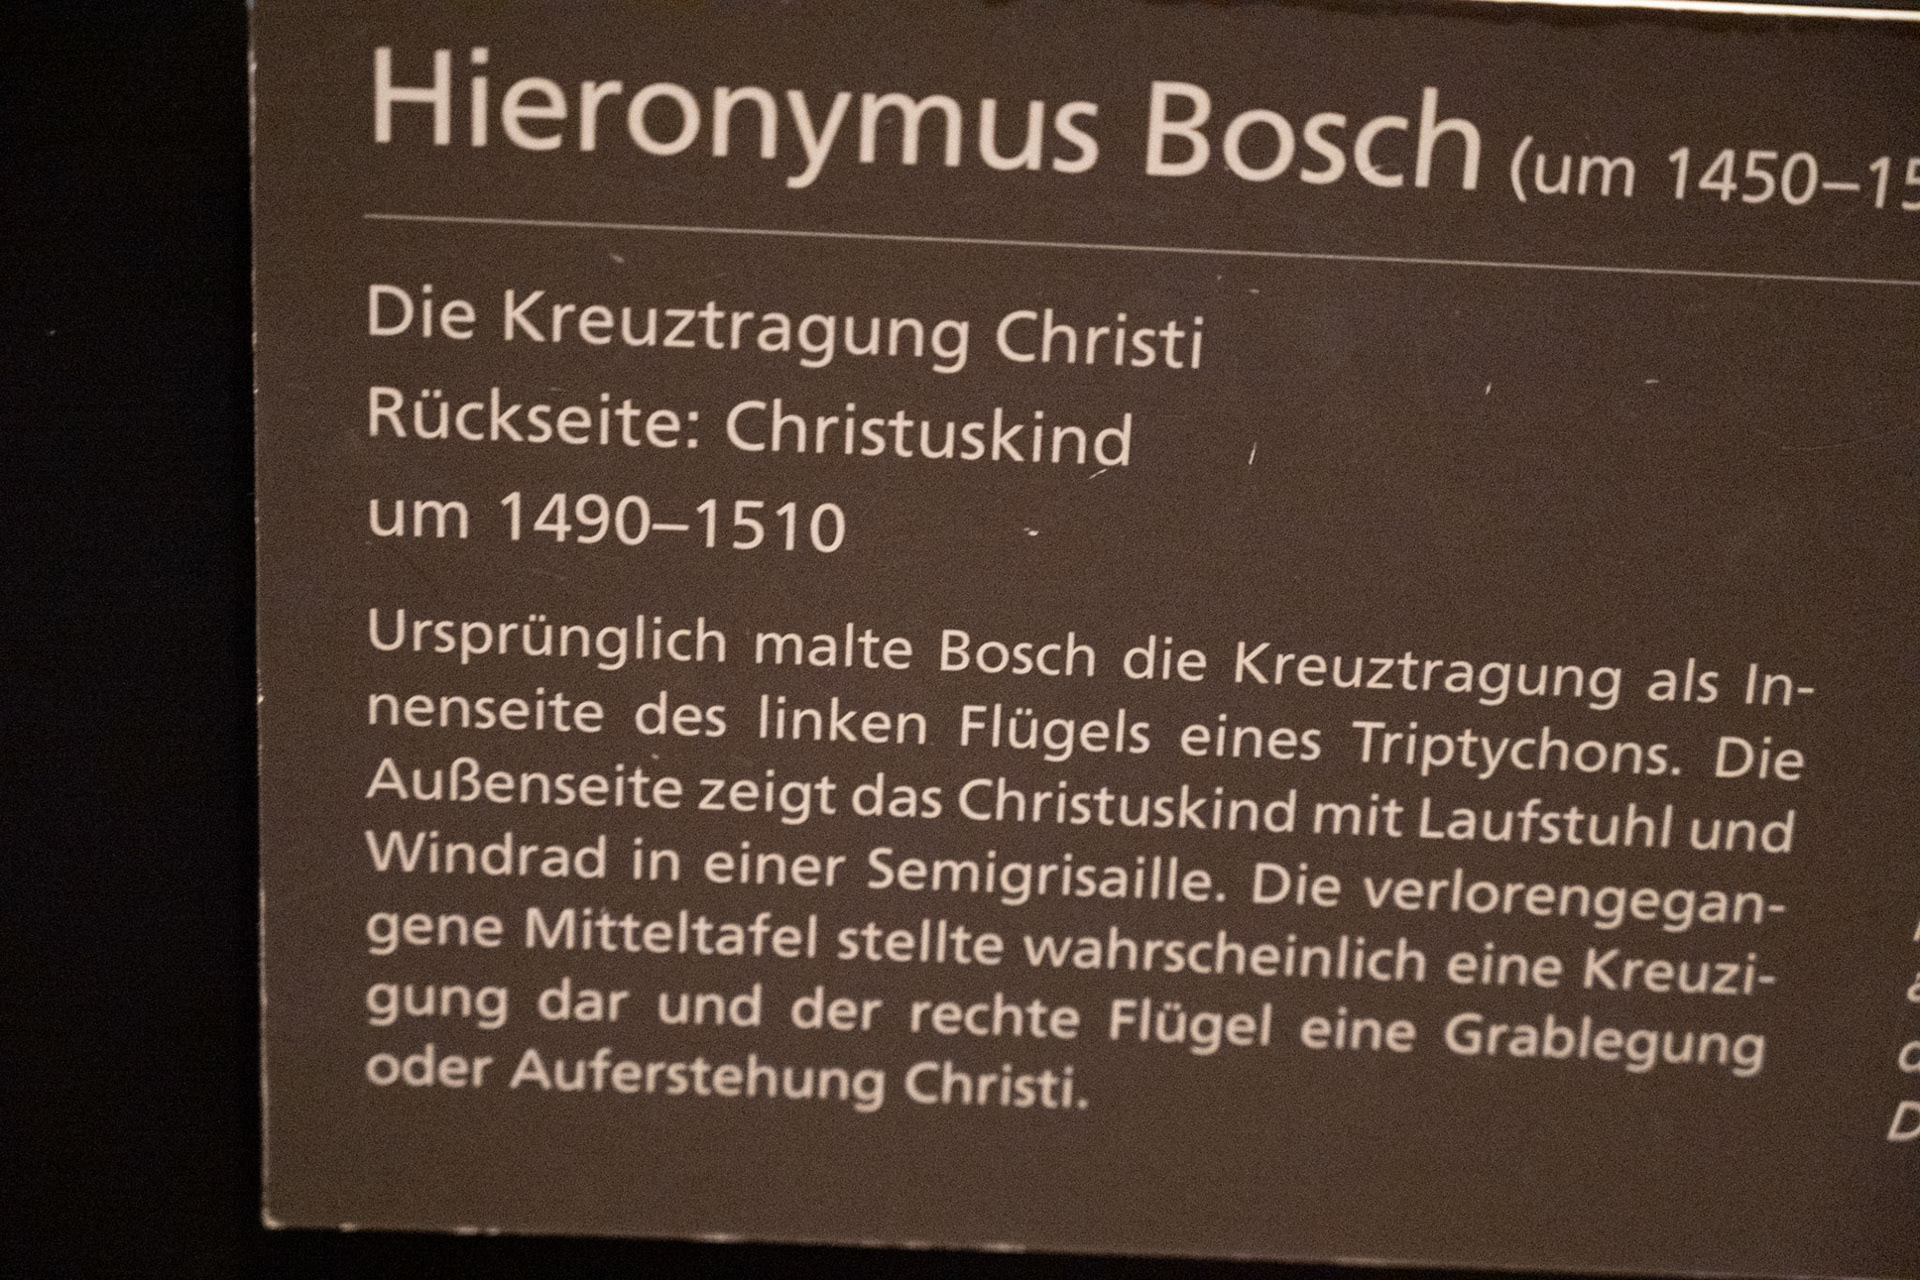 Hieronymus Bosch (um 1450–15
Die Kreuztragung Christi
Rückseite: Christuskind
um 1490–1510
Ursprünglich malte Bosch die Kreuztragung als In-
nenseite des linken Flügels eines Triptychons. Die
Außenseite zeigt das Christuskind mit Laufstuhl und
Windrad in einer Semigrisaille. Die verlorengegan-
gene Mitteltafel stellte wahrscheinlich eine Kreuzi-
gung dar und der rechte Flügel eine Grablegung
oder Auferstehung Christi.